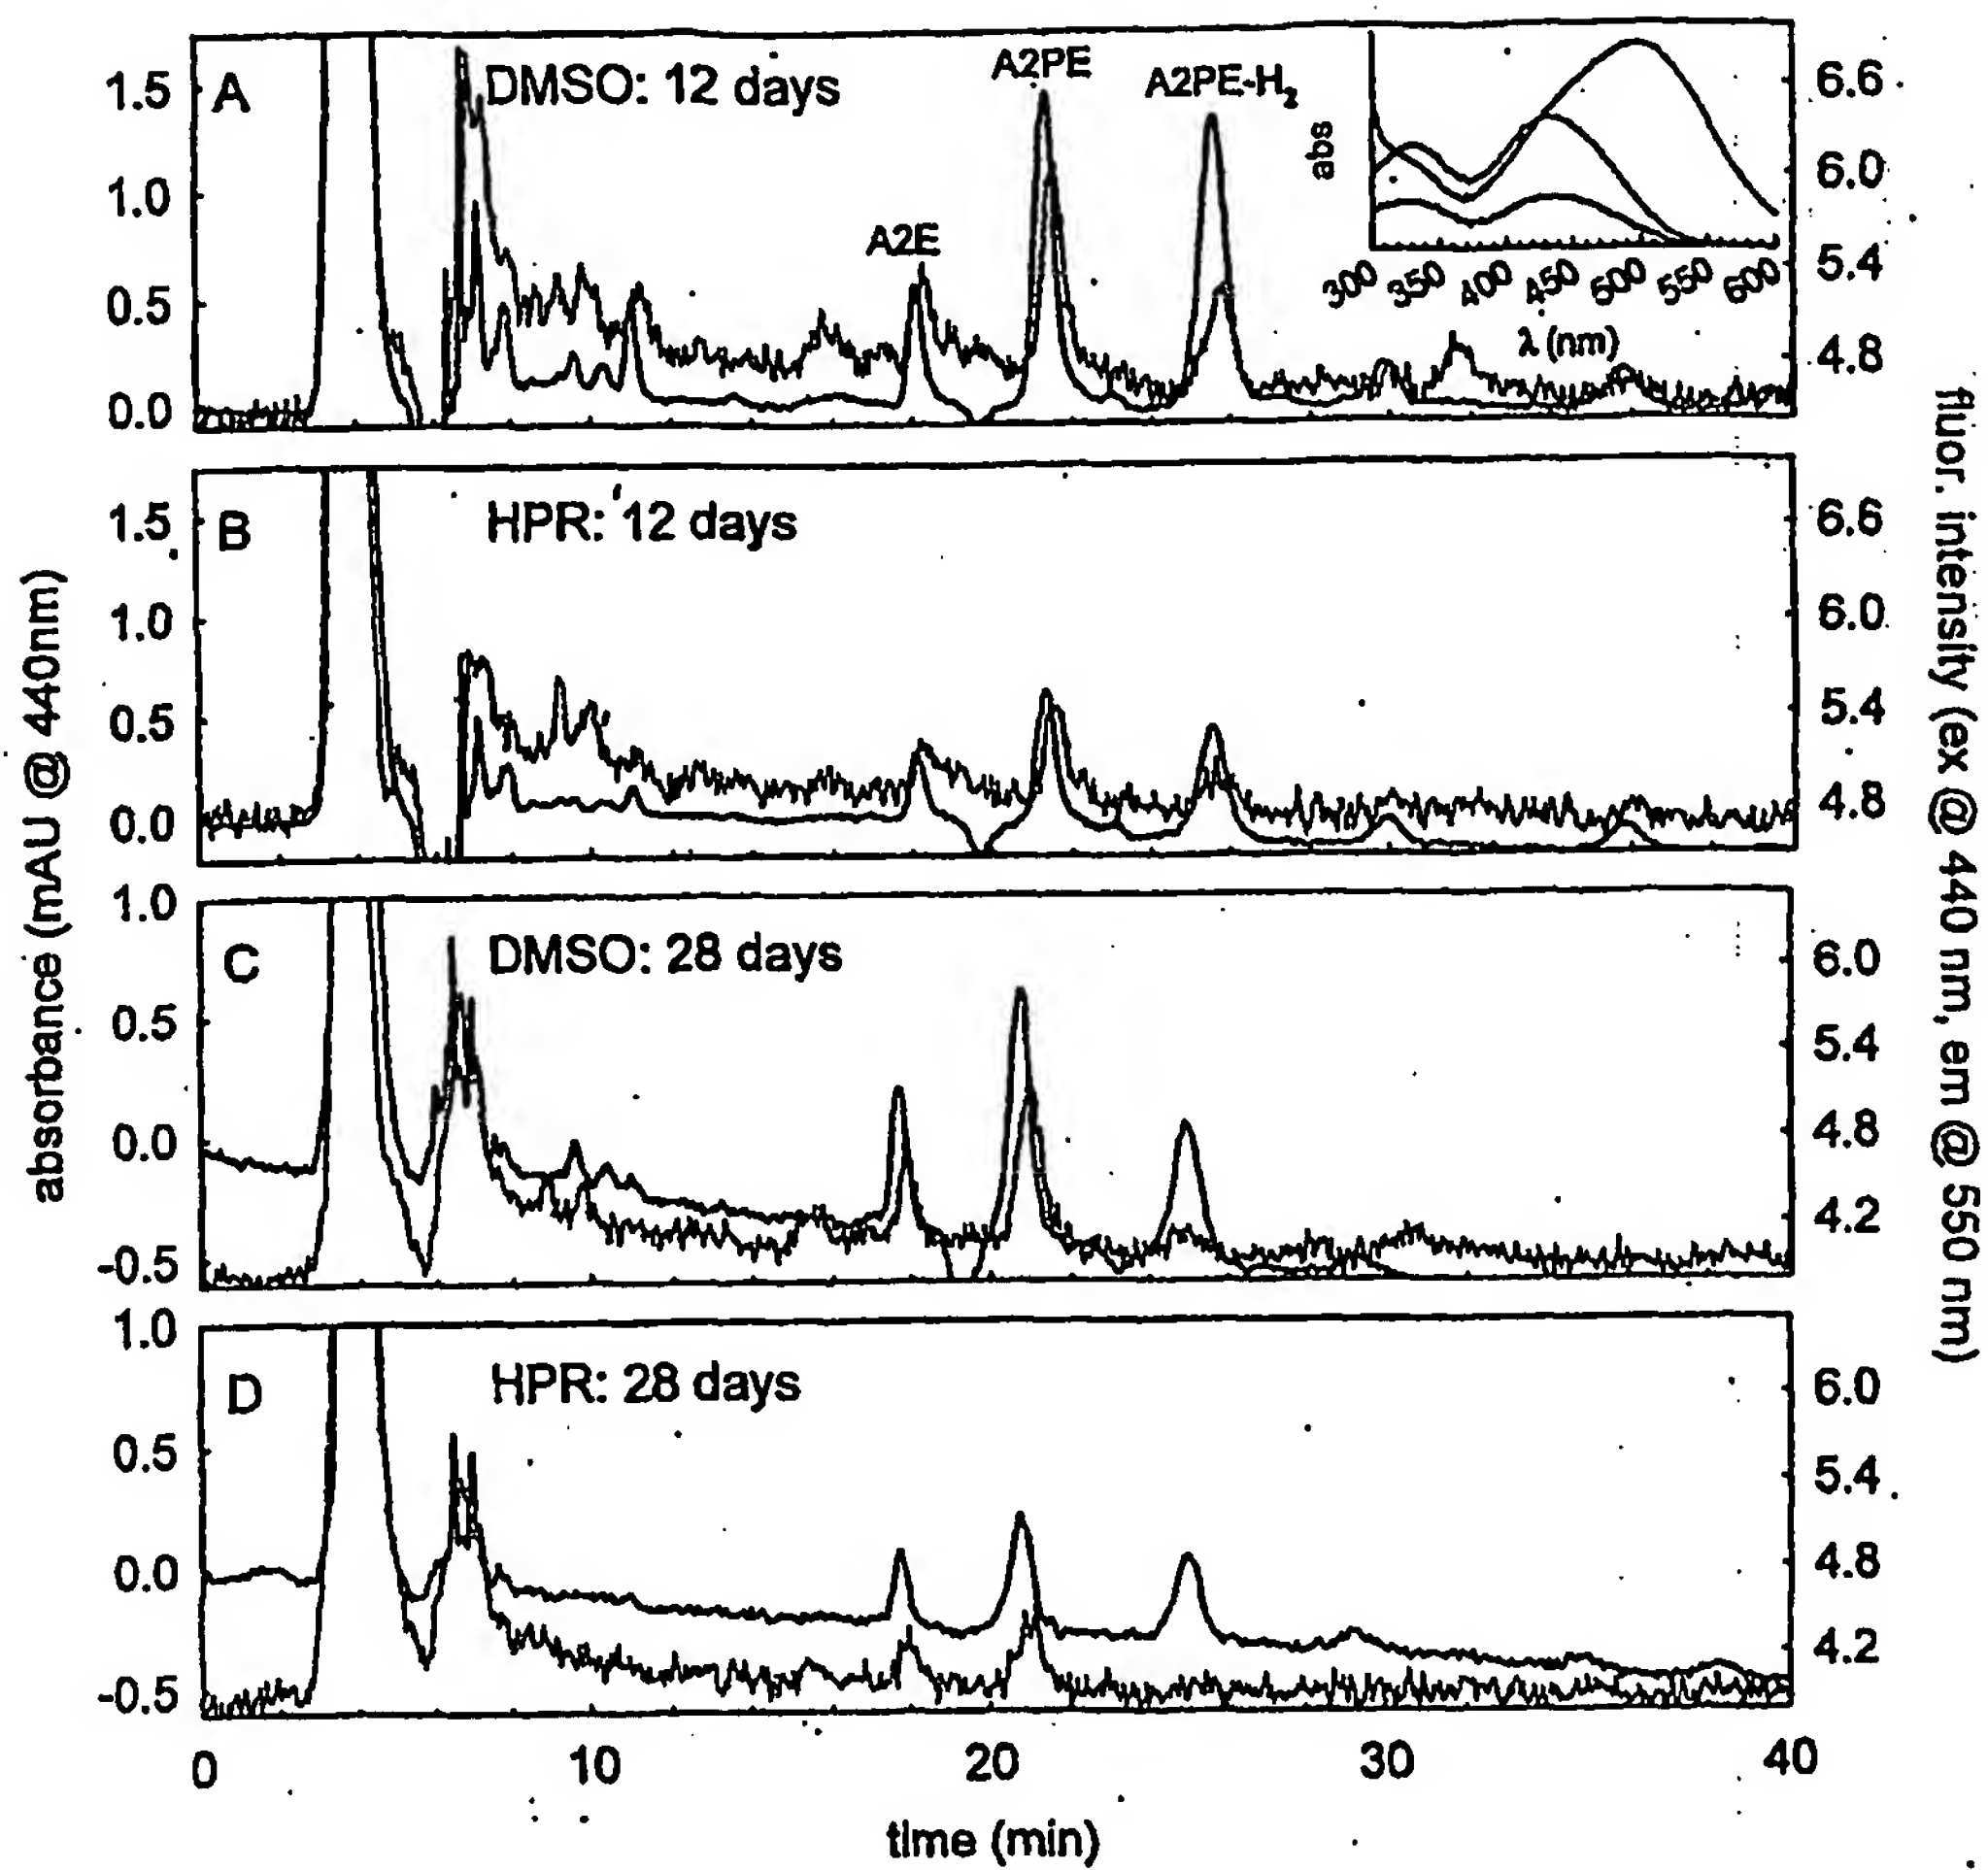 A DMSO: 12 days
A2E
A2PE
A2PE-H₂
1.5
1.0
0.5
0.0
6.6
6.0
5.4
4.8
abs
300 350 400 450 500 550 600
λ (nm)
B HPR: 12 days
1.5
1.0
0.5
0.0
6.6
6.0
5.4
4.8
C DMSO: 28 days
1.0
0.5
0.0
-0.5
6.0
5.4
4.8
4.2
D HPR: 28 days
1.0
0.5
0.0
-0.5
6.0
5.4
4.8
4.2
0 10 20 30 40
time (min)
absorbance (mAU @ 440nm)
fluor. intensity (ex @ 440 nm, em @ 550 nm)